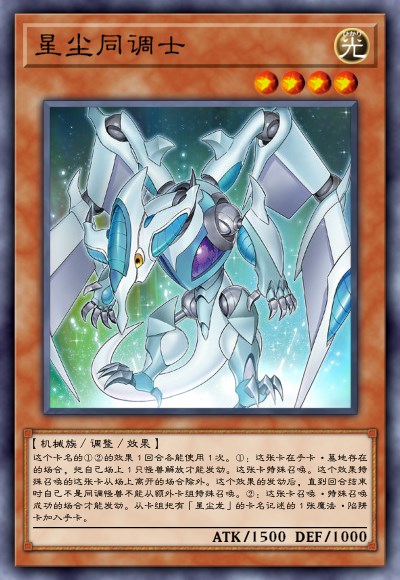 星尘同调士
光
【机械族／调整／效果】
这个卡名的①②的效果1回合各能使用1次。①：这张卡在手卡·墓地存在
的场合，把自己场上1只怪兽解放才能发动。这张卡特殊召唤。这个效果特
殊召唤的这张卡从场上离开的场合除外。这个效果的发动后，直到回合结束
时自己不是同调怪兽不能从额外卡组特殊召唤。②：这张卡召唤·特殊召唤
成功的场合才能发动。从卡组把有「星尘龙」的卡名记述的1张魔法·陷阱
卡加入手卡。
ATK/1500 DEF/1000